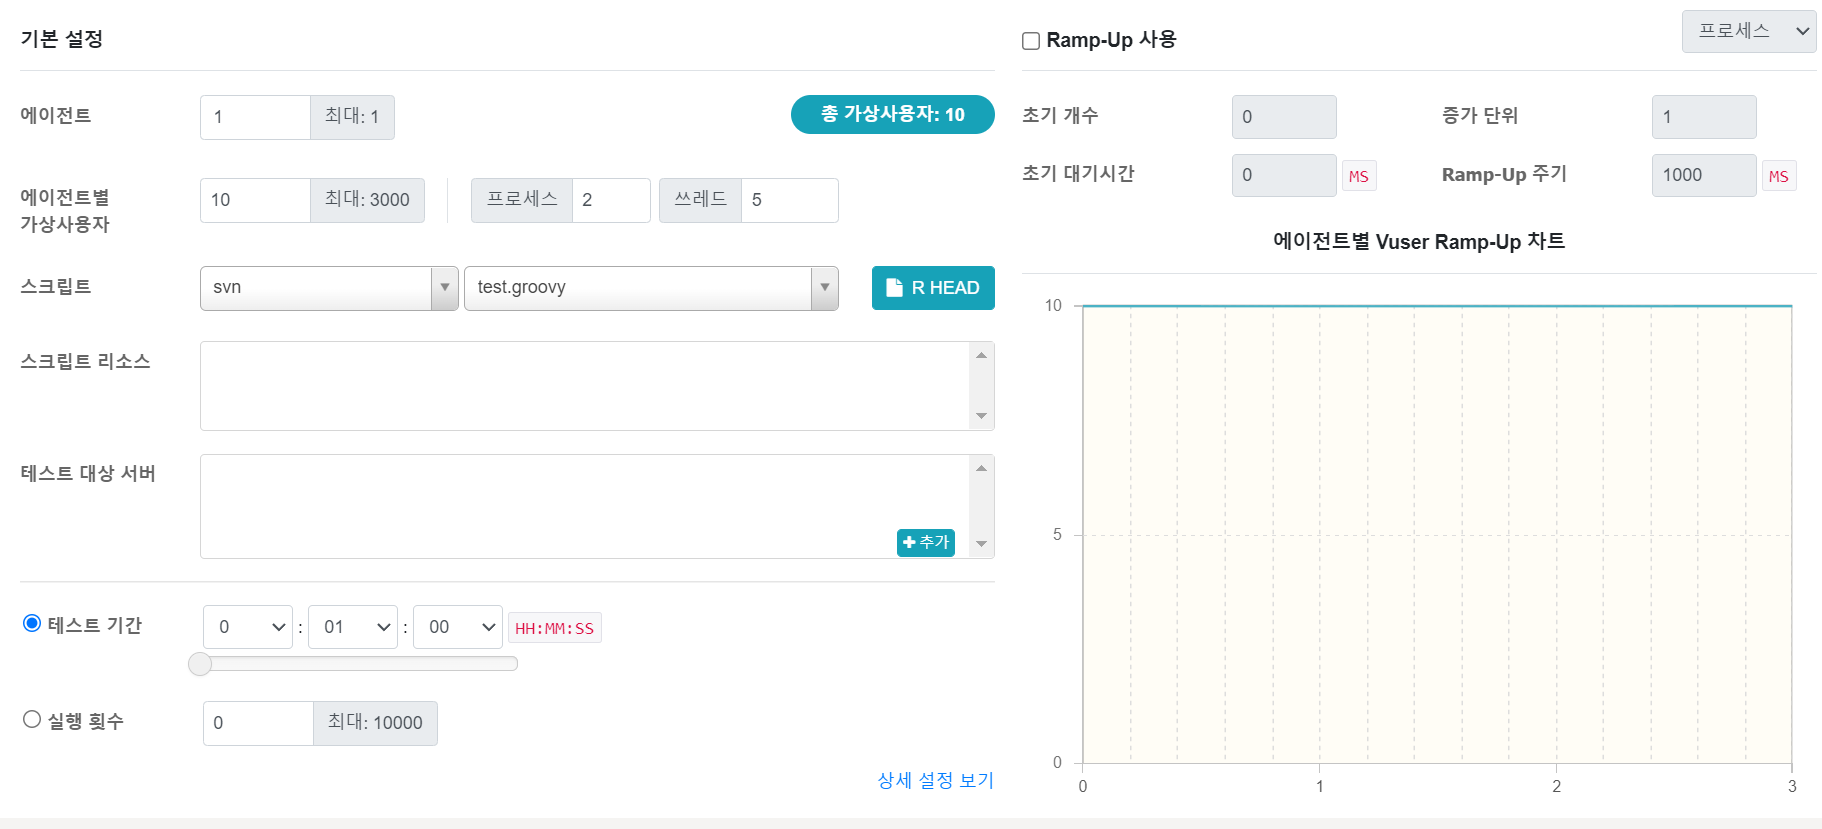 기본 설정
에이전트
1
최대: 1
총 가상사용자: 10
에이전트별
가상사용자
10
최대: 3000
프로세스
2
쓰레드
5
스크립트
svn
test.groovy
R HEAD
스크립트 리소스
테스트 대상 서버
추가
테스트 기간
0 : 01 : 00 HH:MM:SS
실행 횟수
0
최대: 10000
상세 설정 보기
Ramp-Up 사용
프로세스
초기 개수
0
증가 단위
1
초기 대기시간
0
MS
Ramp-Up 주기
1000
MS
에이전트별 Vuser Ramp-Up 차트
10
5
0
0 1 2 3